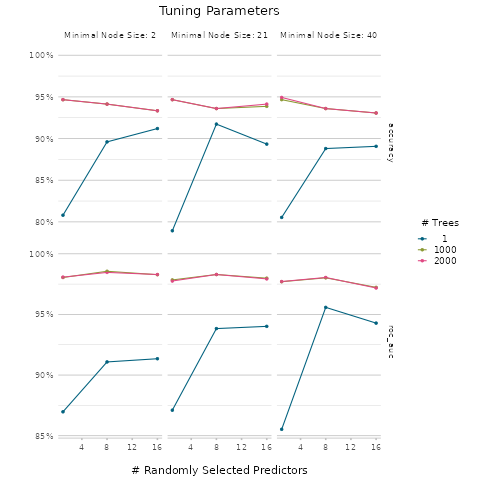 Tuning Parameters
Minimal Node Size: 2
Minimal Node Size: 21
Minimal Node Size: 40
100%
95%
90%
85%
80%
accuracy
100%
95%
90%
85%
roc_auc
4 8 12 16
4 8 12 16
4 8 12 16
# Randomly Selected Predictors
# Trees
1
1000
2000